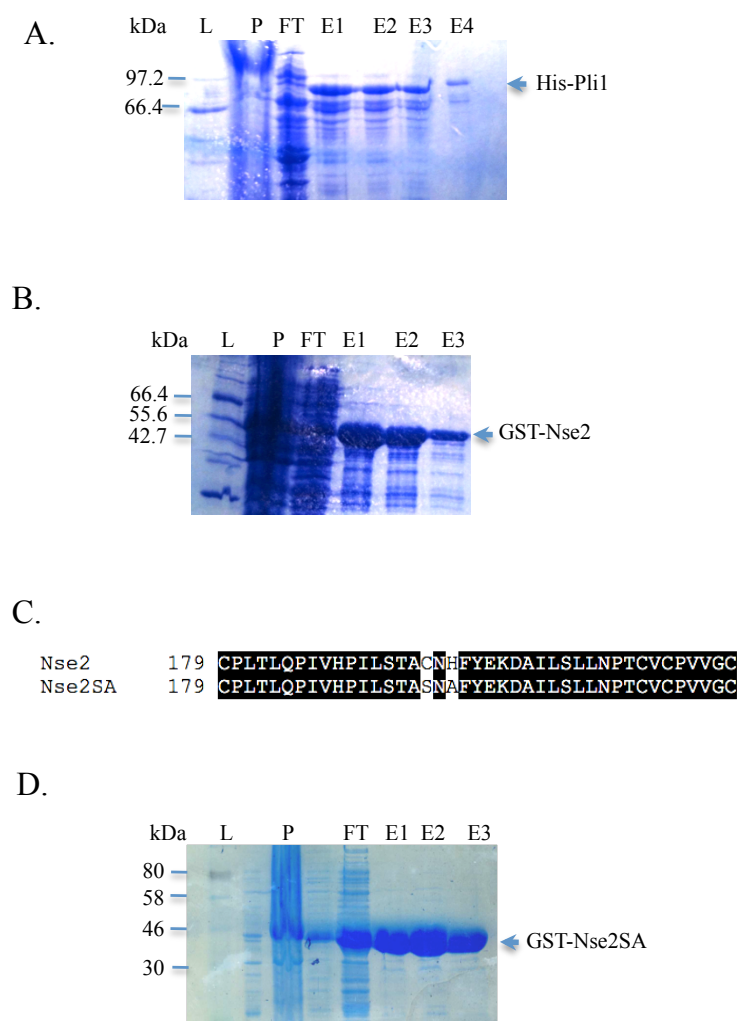 A.
kDa L P FT E1 E2 E3 E4
97.2
His-Pli1
66.4
B.
kDa L P FT E1 E2 E3
66.4
55.6
42.7
GST-Nse2
C.
Nse2 179 CPLTLQPIVHPILSTACNHFYEKDAILSLLNPTCVCPVVGC
Nse2SA 179 CPLTLQPIVHPILSTASNAFYEKDAILSLLNPTCVCPVVGC
D.
kDa L P FT E1 E2 E3
80
58
46
GST-Nse2SA
30